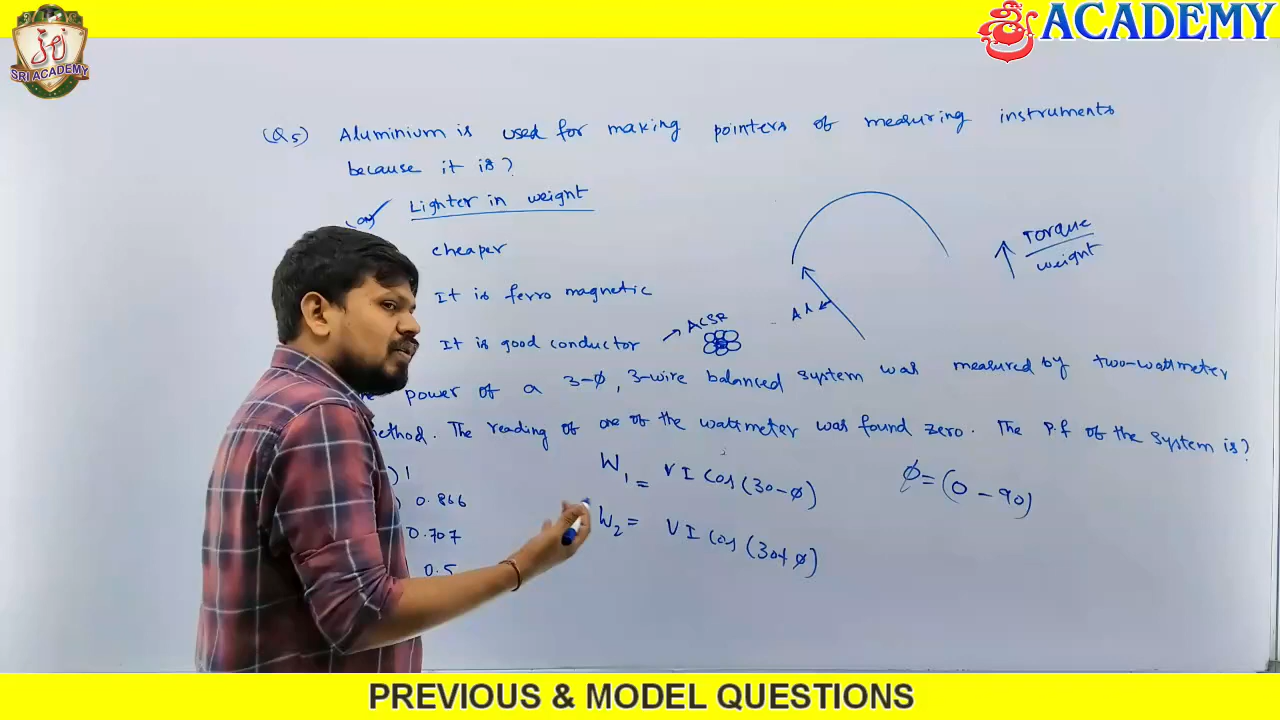 SRI ACADEMY
ACADEMY
(Q5) Aluminium is used for making pointers of measuring instruments
because it is?
Lighter in weight
cheaper
It is ferro magnetic
It is good conductor → ACSR
Al
↑ Torque
weight
power of a 3-ϕ, 3-wire balanced system was measured by two-wattmeter
method. The reading of one of the wattmeter was found zero. The p.f of the system is?
) 1
0.866
0.707
0.5
W1 = VI Cos (30-ϕ)
W2 = VI Cos (30+ϕ)
ϕ = (0 - 90)
PREVIOUS & MODEL QUESTIONS